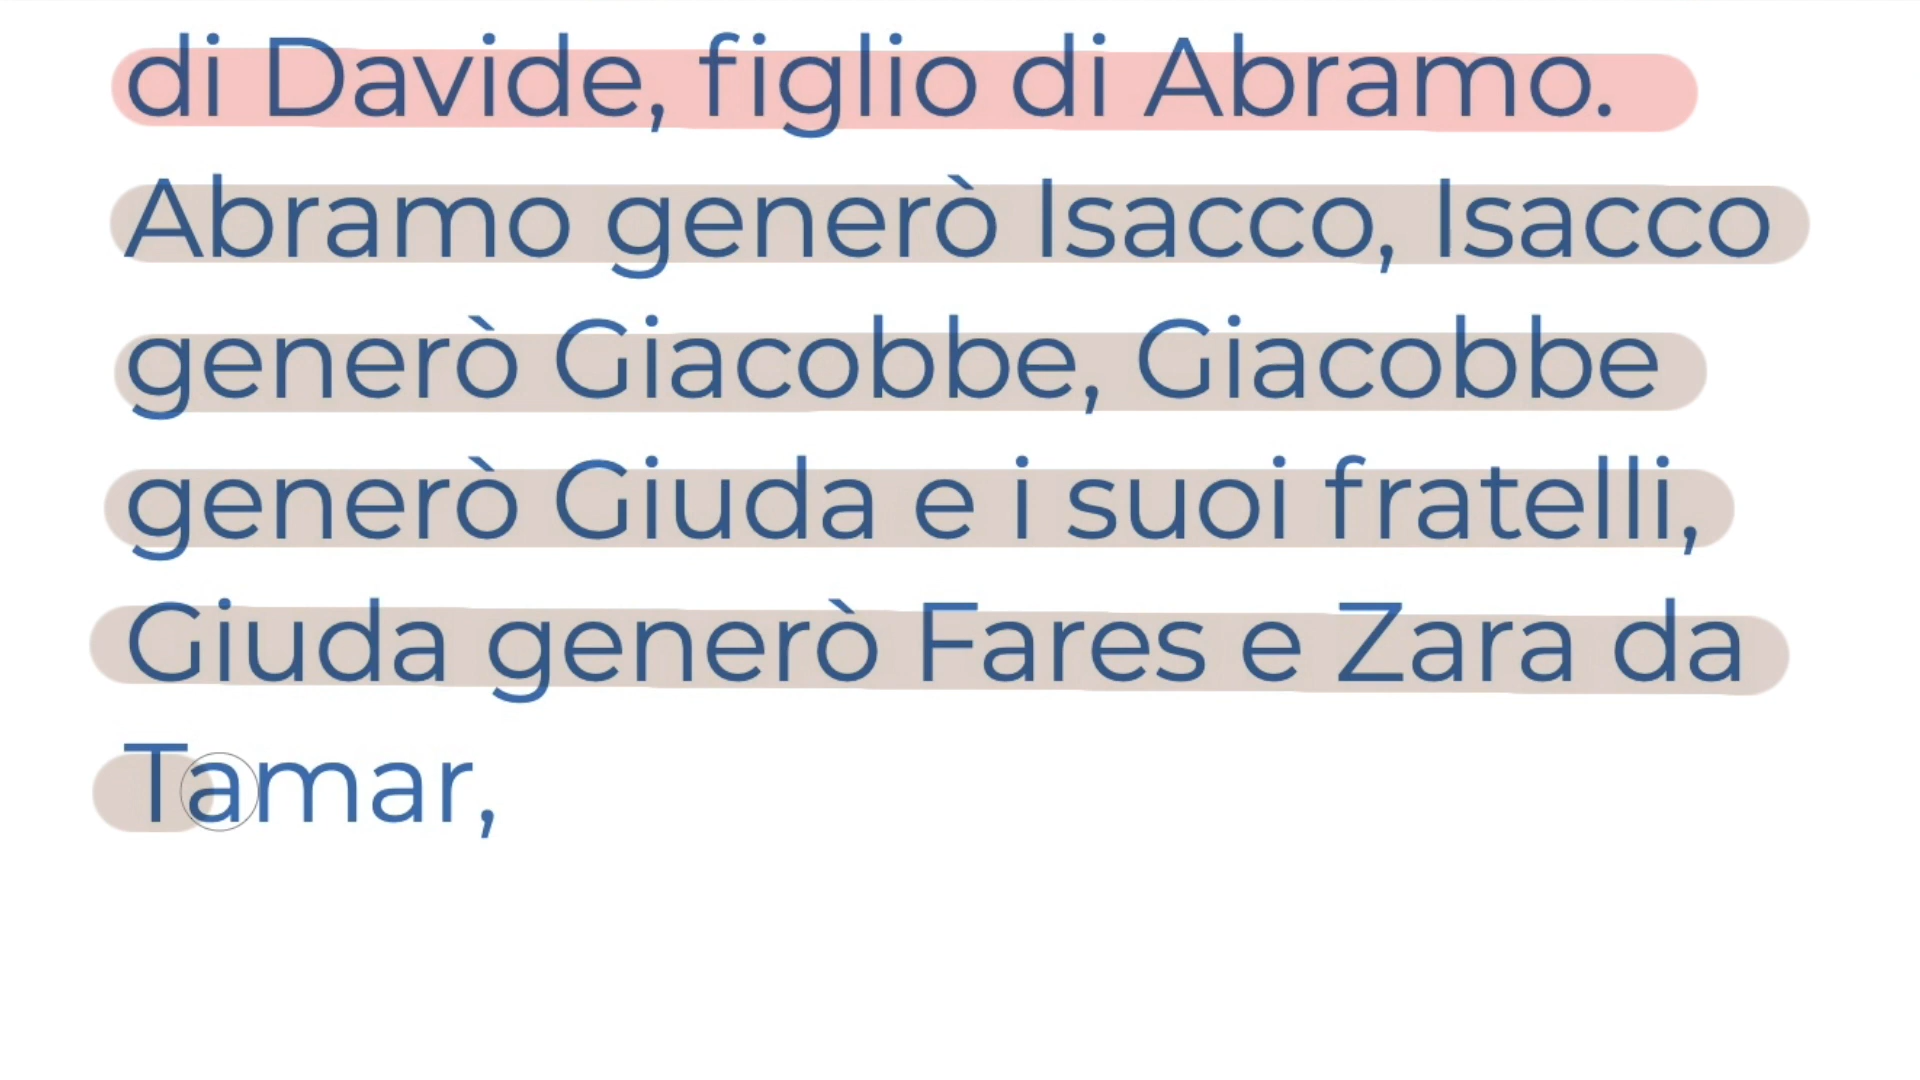 di Davide, figlio di Abramo.
Abramo generò Isacco, Isacco
generò Giacobbe, Giacobbe
generò Giuda e i suoi fratelli,
Giuda generò Fares e Zara da
Tamar,